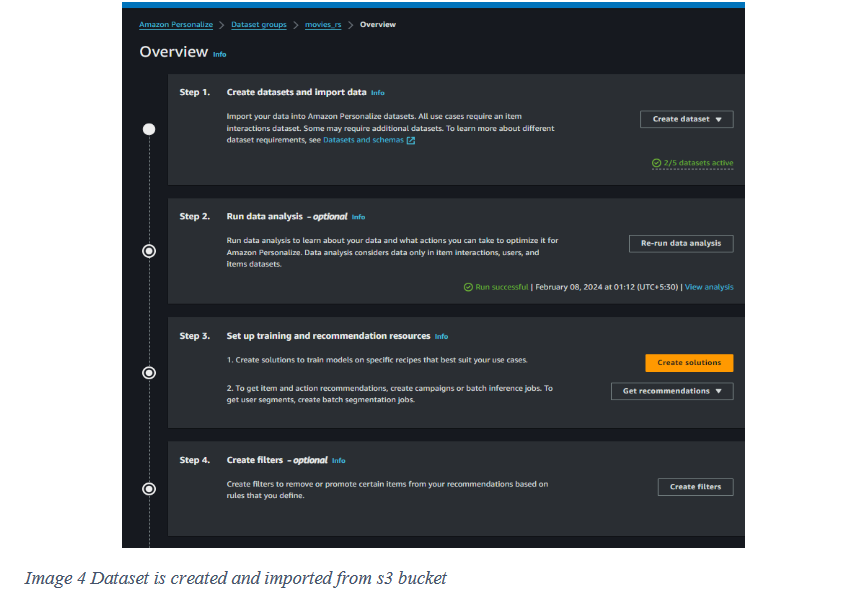 Amazon Personalize > Dataset groups > movies_rs > Overview
Overview Info
Step 1. Create datasets and import data Info
Import your data into Amazon Personalize datasets. All use cases require an item
interactions dataset. Some may require additional datasets. To learn more about different
dataset requirements, see Datasets and schemas
Create dataset
2/5 datasets active
Step 2. Run data analysis - optional Info
Run data analysis to learn about your data and what actions you can take to optimize it for
Amazon Personalize. Data analysis considers data only in item interactions, users, and
items datasets.
Re-run data analysis
Run successful | February 08, 2024 at 01:12 (UTC+5:30) | View analysis
Step 3. Set up training and recommendation resources Info
1. Create solutions to train models on specific recipes that best suit your use cases.
Create solutions
2. To get item and action recommendations, create campaigns or batch inference jobs. To
get user segments, create batch segmentation jobs.
Get recommendations
Step 4. Create filters - optional Info
Create filters to remove or promote certain items from your recommendations based on
rules that you define.
Create filters
Image 4 Dataset is created and imported from s3 bucket